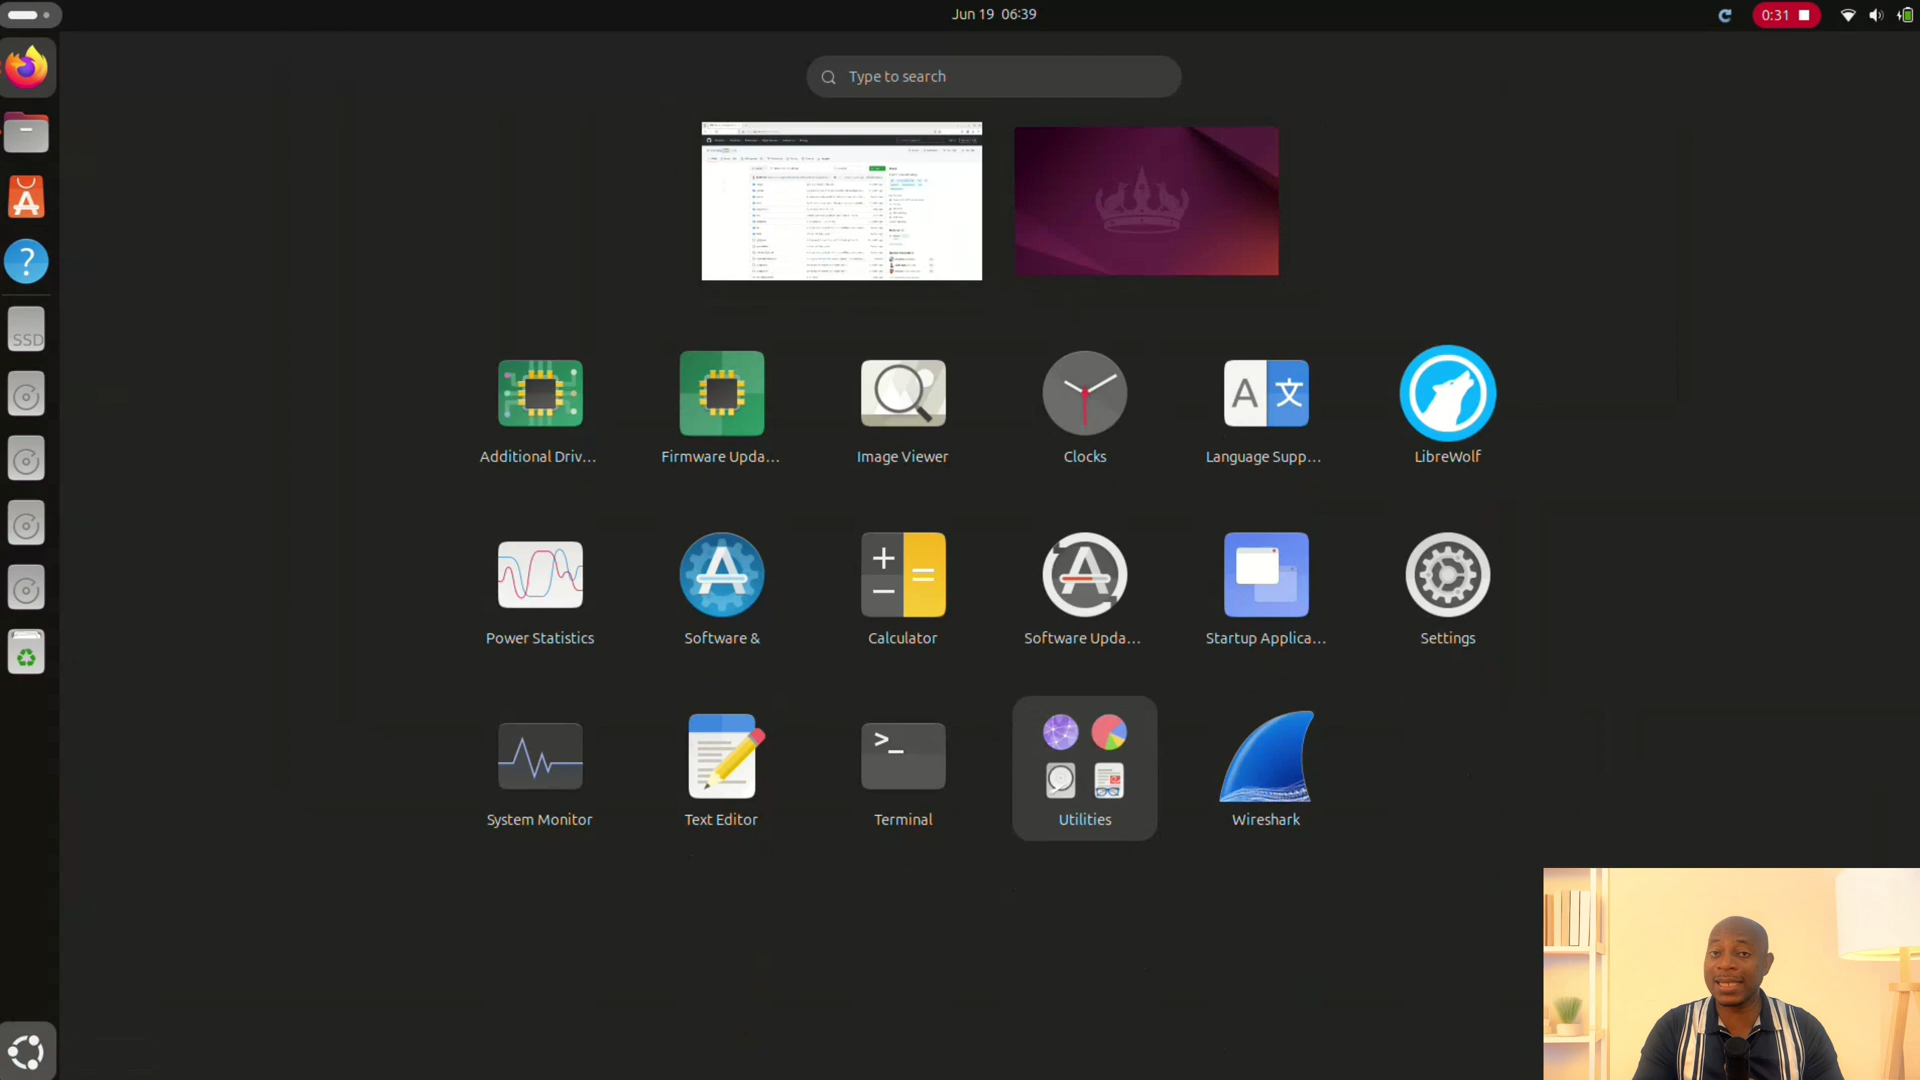 Jun 19 06:39
0:31
Type to search
SSD
Additional Driv...
Firmware Upda...
Image Viewer
Clocks
Language Supp...
LibreWolf
Power Statistics
Software &
Calculator
Software Upda...
Startup Applica...
Settings
System Monitor
Text Editor
Terminal
Utilities
Wireshark